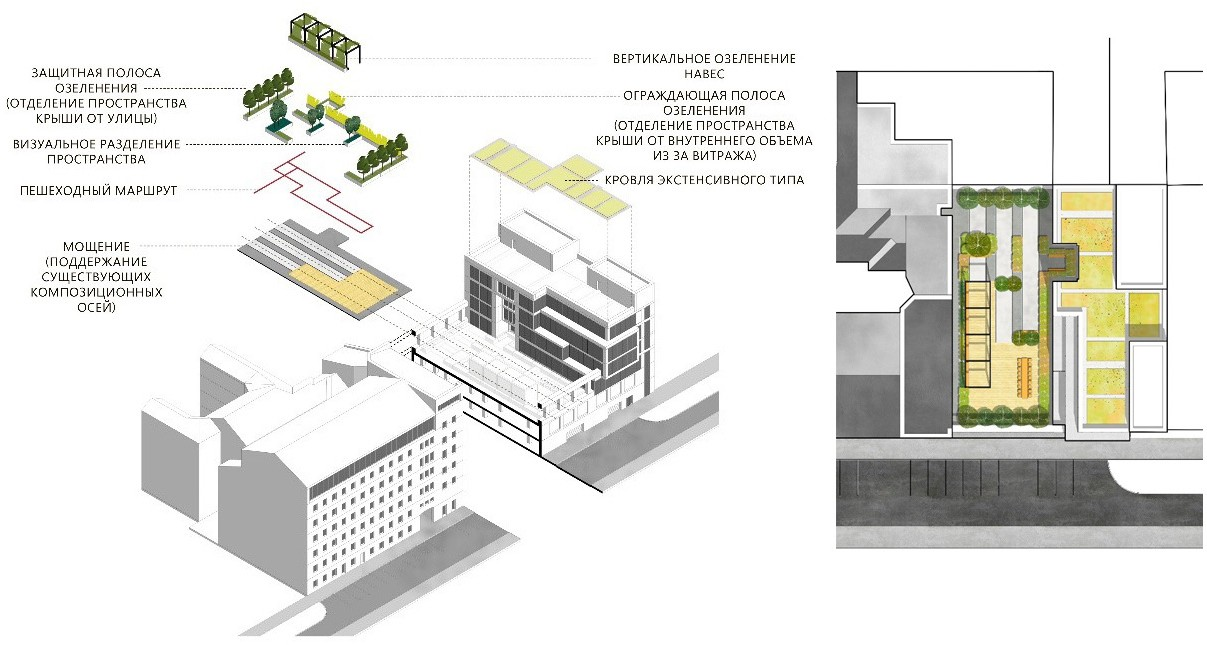 ЗАЩИТНАЯ ПОЛОСА
ОЗЕЛЕНЕНИЯ
(ОТДЕЛЕНИЕ ПРОСТРАНСТВА
КРЫШИ ОТ УЛИЦЫ)
ВИЗУАЛЬНОЕ РАЗДЕЛЕНИЕ
ПРОСТРАНСТВА
ПЕШЕХОДНЫЙ МАРШРУТ
МОЩЕНИЕ
(ПОДДЕРЖАНИЕ
СУЩЕСТВУЮЩИХ
КОМПОЗИЦИОННЫХ
ОСЕЙ)
ВЕРТИКАЛЬНОЕ ОЗЕЛЕНЕНИЕ
НАВЕС
ОГРАЖДАЮЩАЯ ПОЛОСА
ОЗЕЛЕНЕНИЯ
(ОТДЕЛЕНИЕ ПРОСТРАНСТВА
КРЫШИ ОТ ВНУТРЕННЕГО ОБЪЕМА
ИЗ ЗА ВИТРАЖА)
КРОВЛЯ ЭКСТЕНСИВНОГО ТИПА